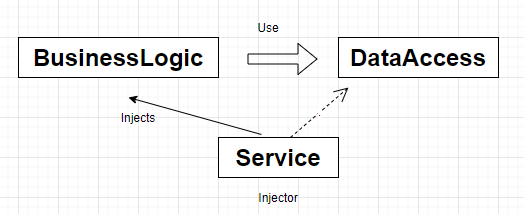 Use
BusinessLogic
DataAccess
Injects
Service
Injector